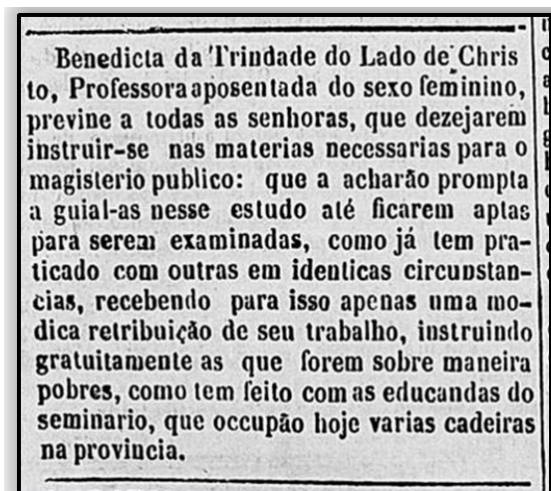 Benedicta da Trindade do Lado de Chris
to, Professora aposentada do sexo feminino,
previne a todas as senhoras, que dezejarem
instruir-se nas materias necessarias para o
magisterio publico: que a acharão prompta
a guial-as nesse estudo até ficarem aptas
para serem examinadas, como já tem pra-
ticado com outras em identicas circunstan-
cias, recebendo para isso apenas uma mo-
dica retribuição de seu trabalho, instruindo
gratuitamente as que forem sobre maneira
pobres, como tem feito com as educandas do
seminario, que occupão hoje varias cadeiras
na provincia.